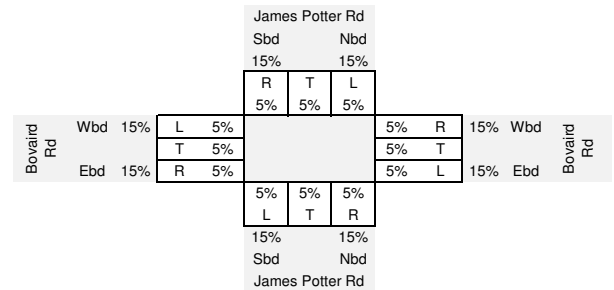 James Potter Rd
Sbd Nbd
15% 15%
R T L
5% 5% 5%
Bovaird Rd
Wbd 15% L 5%
T 5%
Ebd 15% R 5%
5% R 15% Wbd
5% T
5% L 15% Ebd
Bovaird Rd
5% 5% 5%
L T R
15% 15%
Sbd Nbd
James Potter Rd